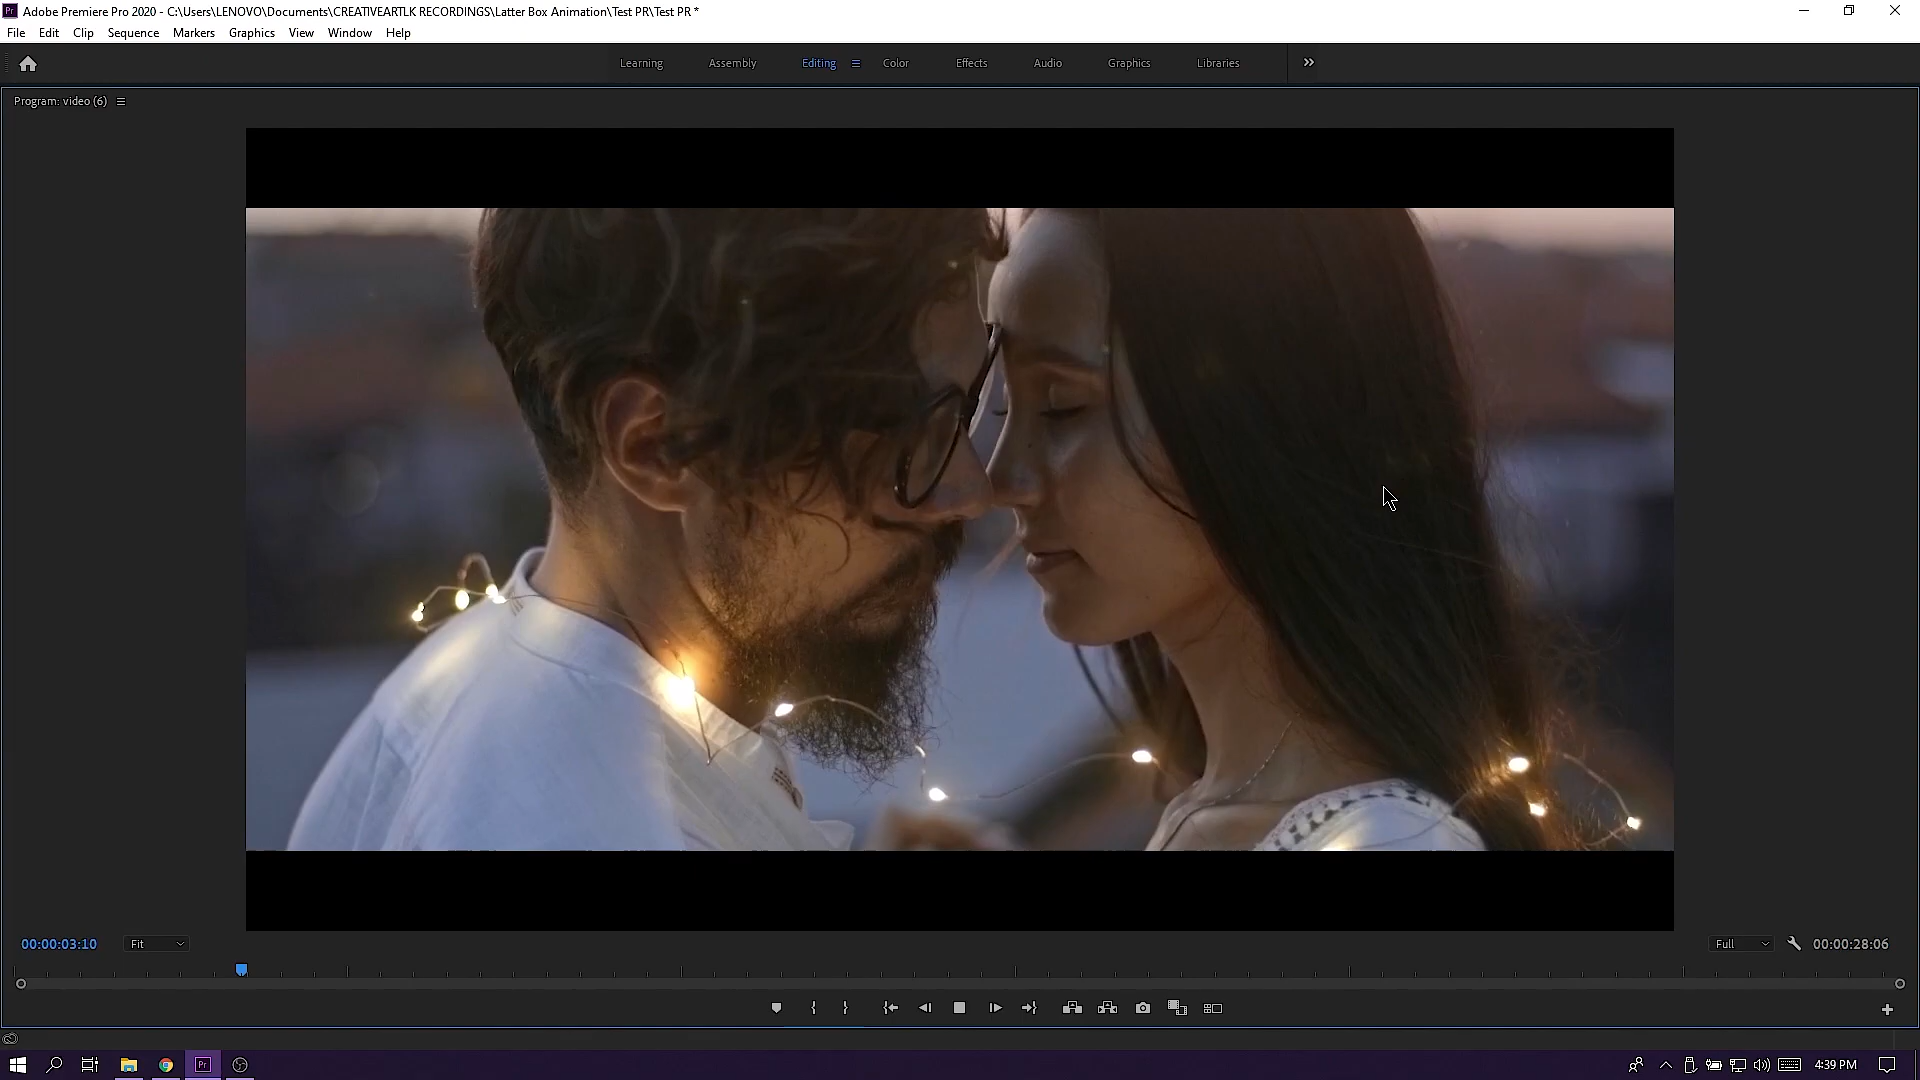 Pr Adobe Premiere Pro 2020 - C:\Users\LENOVO\Documents\CREATIVEARTLK RECORDINGS\Latter Box Animation\Test PR\Test PR *
File Edit Clip Sequence Markers Graphics View Window Help
Learning Assembly Editing Color Effects Audio Graphics Libraries
Program: video (6)
00:00:03:10 Fit Full 00:00:28:06
Pr 4:39 PM